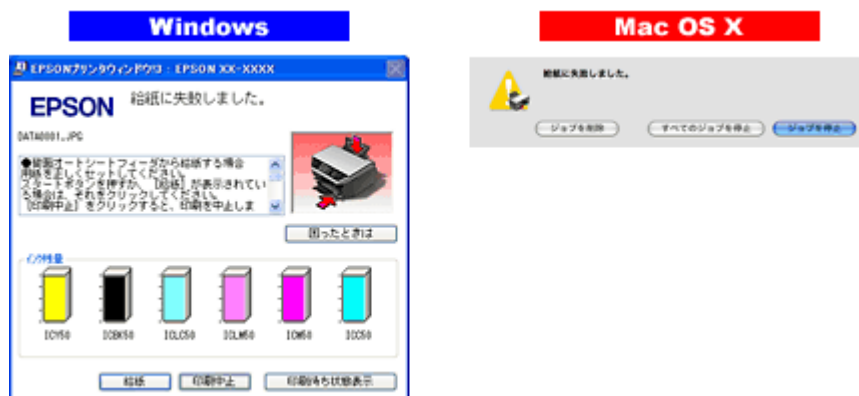 Windows
Mac OS X
EPSONプリンタウィンドウ : EPSON XX-XXXX
EPSON
給紙に失敗しました。
DATA0001.JPG
●背面オートシートフィーダから給紙する場合
用紙を正しくセットしてください。
スタートボタンを押すか、[給紙] が表示されてい
る場合は、それをクリックしてください。
[印刷中止] をクリックすると、印刷を中止しま
困ったときは
インク残量
ICY50
ICBK50
ICLC50
ICLM50
ICM50
ICC50
給紙
印刷中止
印刷待ち状態表示
給紙に失敗しました。
ジョブを削除
すべてのジョブを停止
ジョブを停止